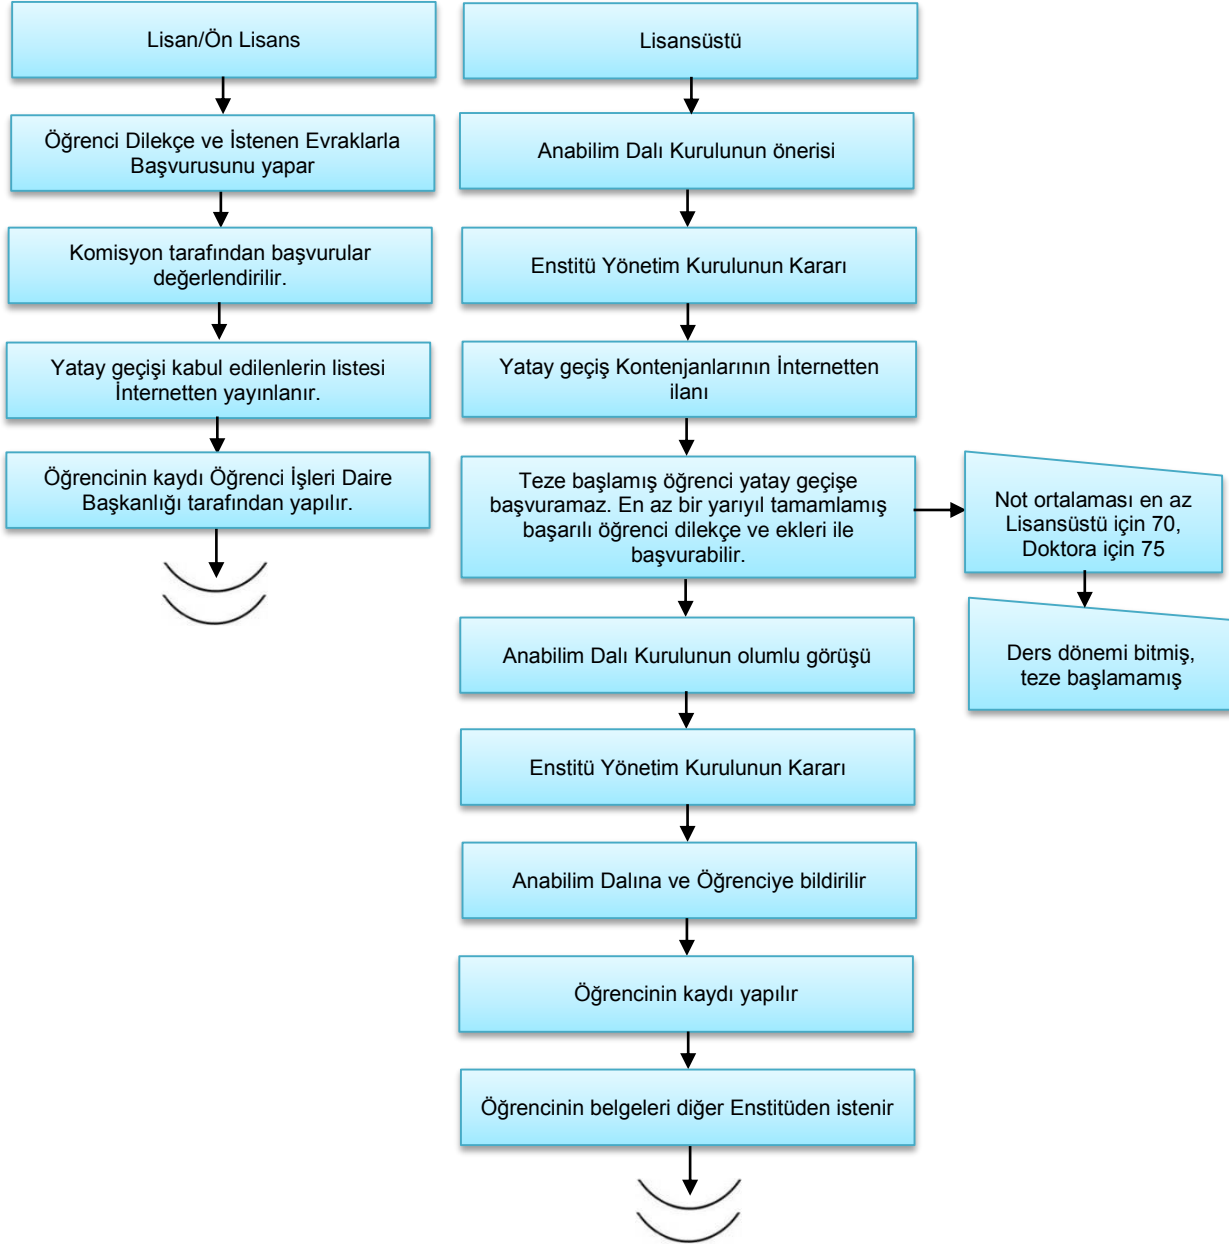 Lisan/Ön Lisans
Öğrenci Dilekçe ve İstenen Evraklarla
Başvurusunu yapar
Komisyon tarafından başvurular
değerlendirilir.
Yatay geçişi kabul edilenlerin listesi
İnternetten yayınlanır.
Öğrencinin kaydı Öğrenci İşleri Daire
Başkanlığı tarafından yapılır.
Lisansüstü
Anabilim Dalı Kurulunun önerisi
Enstitü Yönetim Kurulunun Kararı
Yatay geçiş Kontenjanlarının İnternetten
ilanı
Teze başlamış öğrenci yatay geçişe
başvuramaz. En az bir yarıyıl tamamlamış
başarılı öğrenci dilekçe ve ekleri ile
başvurabilir.
Not ortalaması en az
Lisansüstü için 70,
Doktora için 75
Ders dönemi bitmiş,
teze başlamamış
Anabilim Dalı Kurulunun olumlu görüşü
Enstitü Yönetim Kurulunun Kararı
Anabilim Dalına ve Öğrenciye bildirilir
Öğrencinin kaydı yapılır
Öğrencinin belgeleri diğer Enstitüden istenir